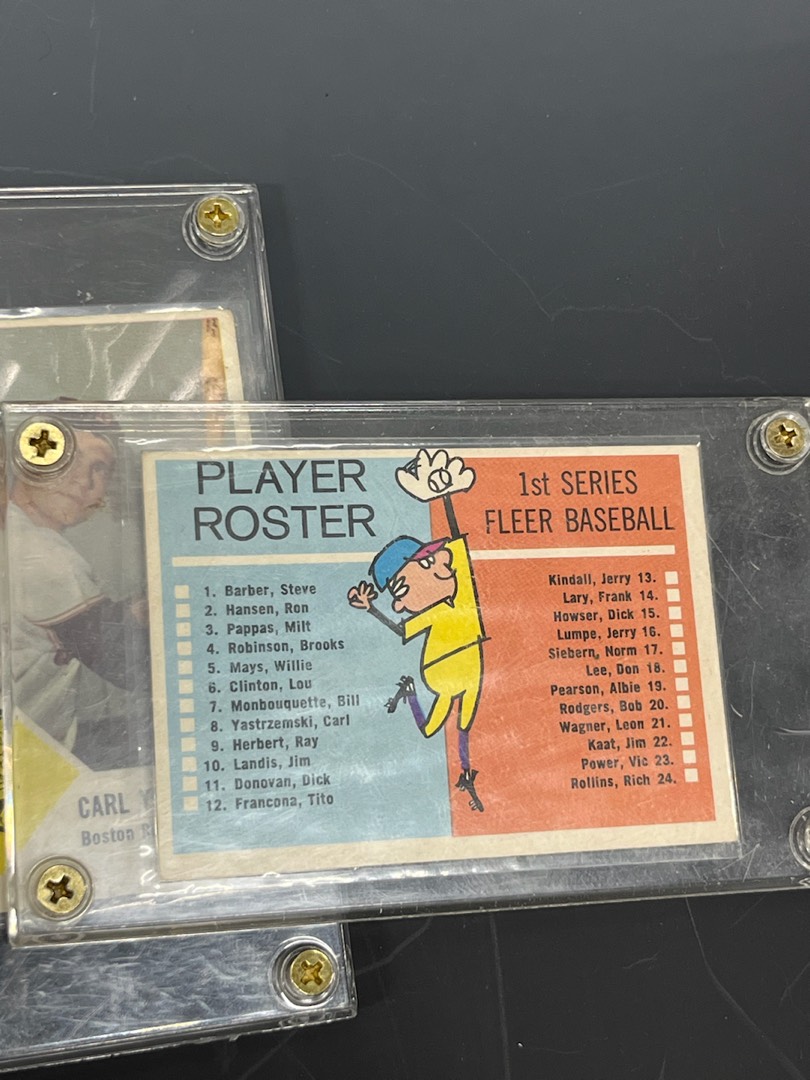 PLAYER
ROSTER
1. Barber, Steve
2. Hansen, Ron
3. Pappas, Milt
4. Robinson, Brooks
5. Mays, Willie
6. Clinton, Lou
7. Monbouquette, Bill
8. Yastrzemski, Carl
9. Herbert, Ray
10. Landis, Jim
11. Donovan, Dick
12. Francona, Tito
1st SERIES
FLEER BASEBALL
Kindall, Jerry 13.
Lary, Frank 14.
Howser, Dick 15.
Lumpe, Jerry 16.
Siebern, Norm 17.
Lee, Don 18.
Pearson, Albie 19.
Rodgers, Bob 20.
Wagner, Leon 21.
Kaat, Jim 22.
Power, Vic 23.
Rollins, Rich 24.
CARL
Boston